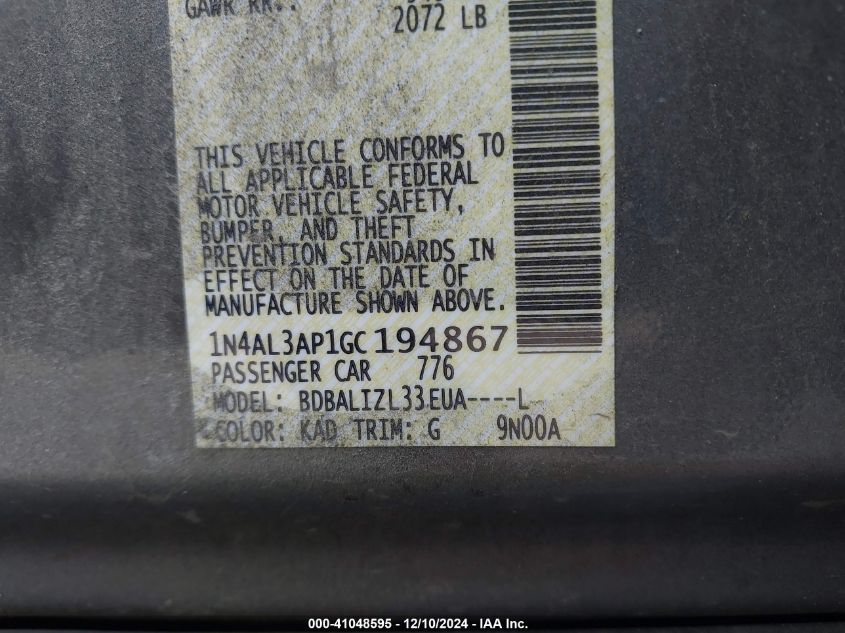 GAWR RR.:
2072 LB
THIS VEHICLE CONFORMS TO
ALL APPLICABLE FEDERAL
MOTOR VEHICLE SAFETY,
BUMPER, AND THEFT
PREVENTION STANDARDS IN
EFFECT ON THE DATE OF
MANUFACTURE SHOWN ABOVE.
1N4AL3AP1GC194867
PASSENGER CAR 776
MODEL: BDBALIZL33EUA----L
COLOR: KAD TRIM: G 9N00A
000-41048595 - 12/10/2024 - IAA Inc.